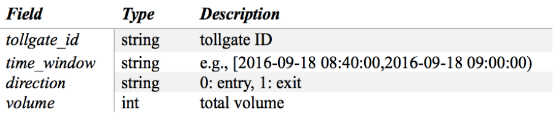 Field Type Description
tollgate_id string tollgate ID
time_window string e.g., [2016-09-18 08:40:00,2016-09-18 09:00:00)
direction string 0: entry, 1: exit
volume int total volume